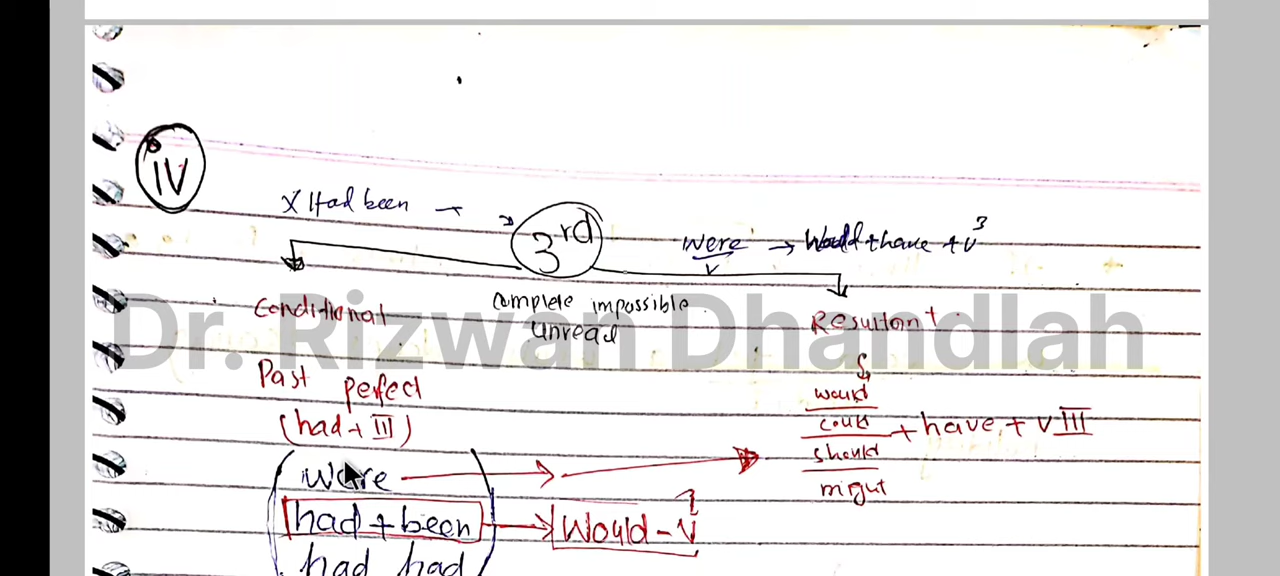 IV
X Had been →
3rd
were → Would + have + v3
v
Conditional
complete impossible
unread
Resultant
Dr. Rizwan Dhandlah
Past perfect
(had + III)
S
would
could + have + v III
should
might
were
had + been → Would - V
had had